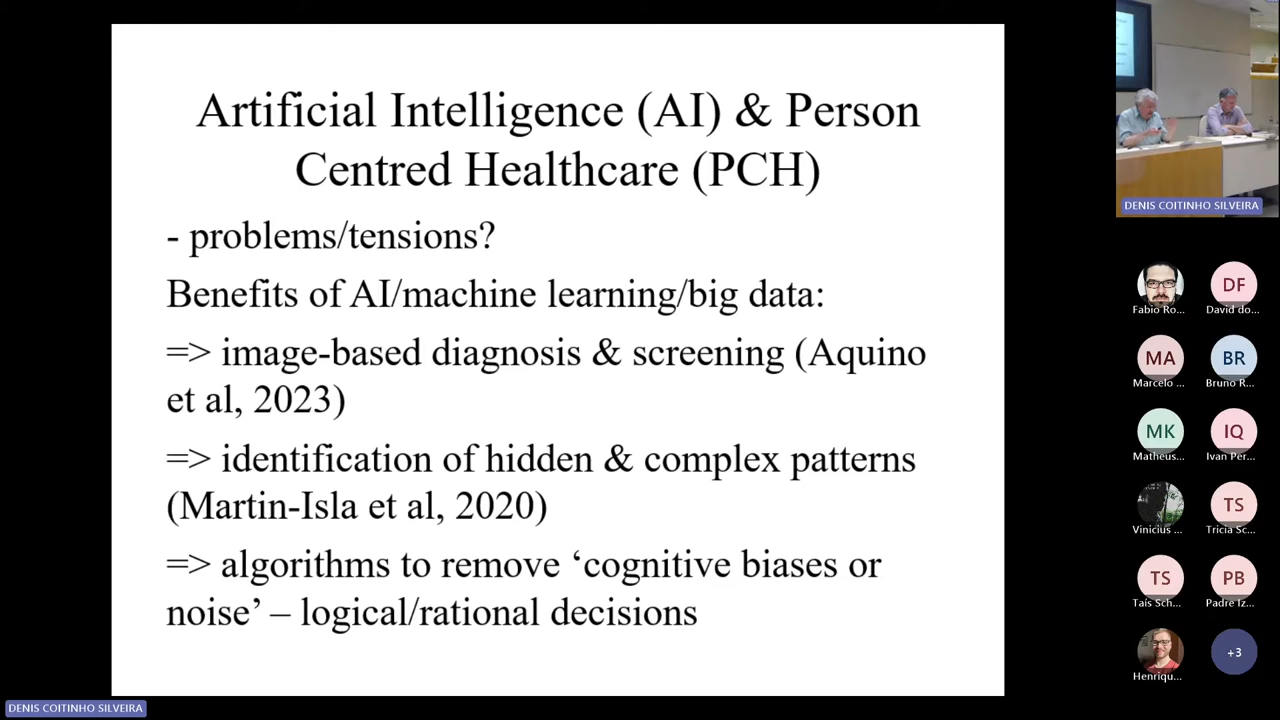 Artificial Intelligence (AI) & Person
Centred Healthcare (PCH)
- problems/tensions?
Benefits of AI/machine learning/big data:
=> image-based diagnosis & screening (Aquino
et al, 2023)
=> identification of hidden & complex patterns
(Martin-Isla et al, 2020)
=> algorithms to remove ‘cognitive biases or
noise’ – logical/rational decisions
DENIS COITINHO SILVEIRA
DF
Fabio Ro... David do...
MA BR
Marcelo ... Bruno R...
MK IQ
Matheus... Ivan Per...
TS
Vinicius ... Tricia Sc...
TS PB
Taís Sch... Padre Iz...
+3
Henriqu...
DENIS COITINHO SILVEIRA